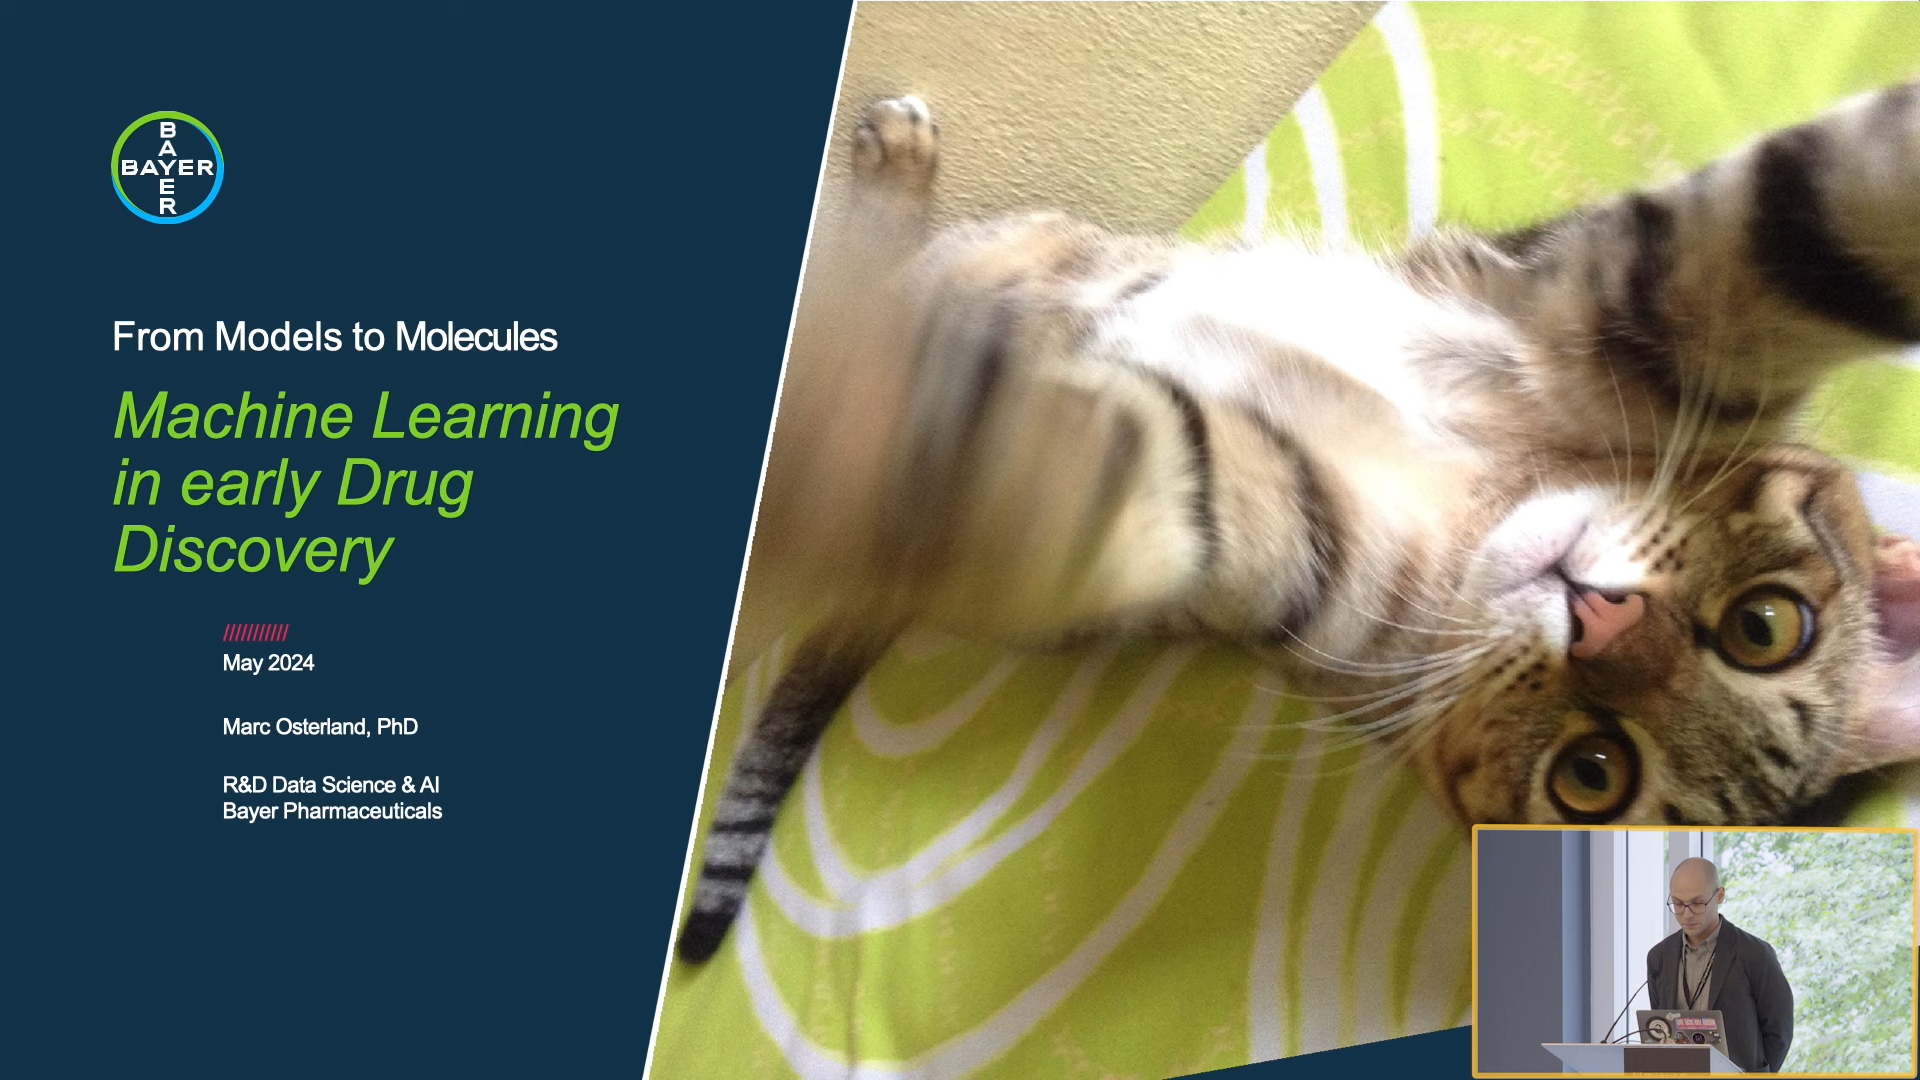 BAYER
BAYER
From Models to Molecules
Machine Learning
in early Drug
Discovery
///////////
May 2024
Marc Osterland, PhD
R&D Data Science & AI
Bayer Pharmaceuticals